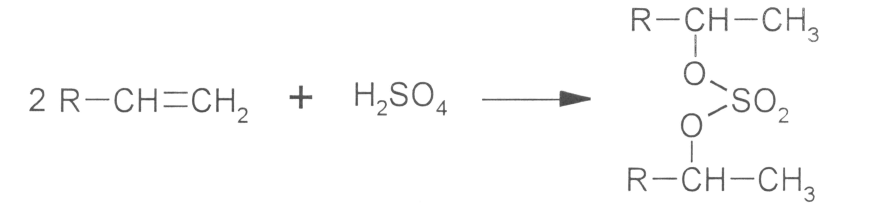 R—CH—CH₃
O
2 R—CH=CH₂ + H₂SO₄ SO₂
O
R—CH—CH₃